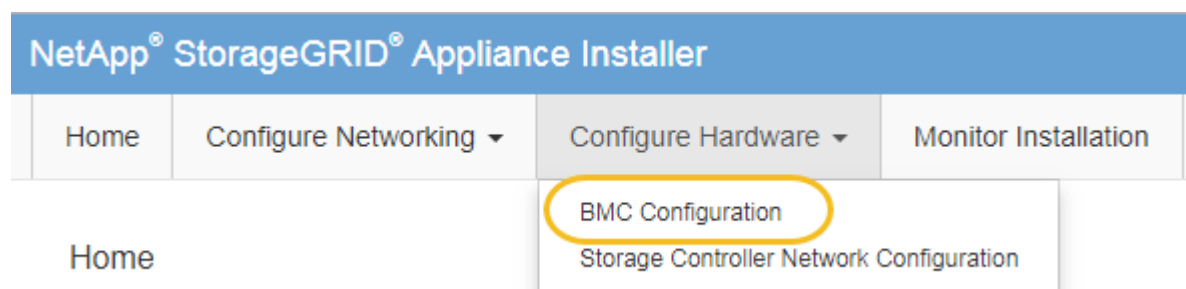 NetApp® StorageGRID® Appliance Installer
Home Configure Networking Configure Hardware Monitor Installation
BMC Configuration
Home
Storage Controller Network Configuration